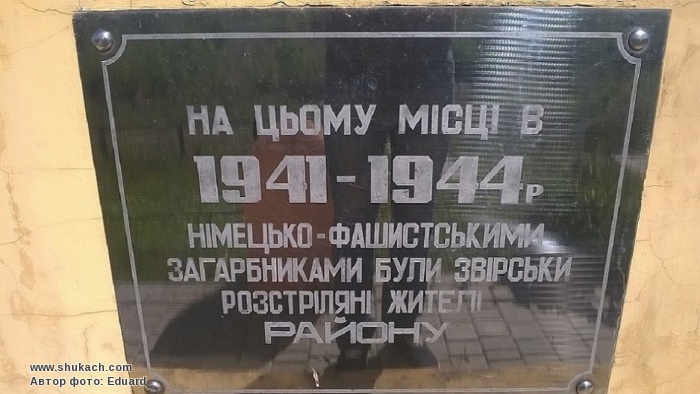 НА ЦЬОМУ МІСЦІ В
1941-1944р
НІМЕЦЬКО-ФАШИСТСЬКИМИ
ЗАГАРБНИКАМИ БУЛИ ЗВІРСЬКИ
РОЗСТРІЛЯНІ ЖИТЕЛІ
РАЙОНУ
www.shukach.com
Автор фото: Eduard